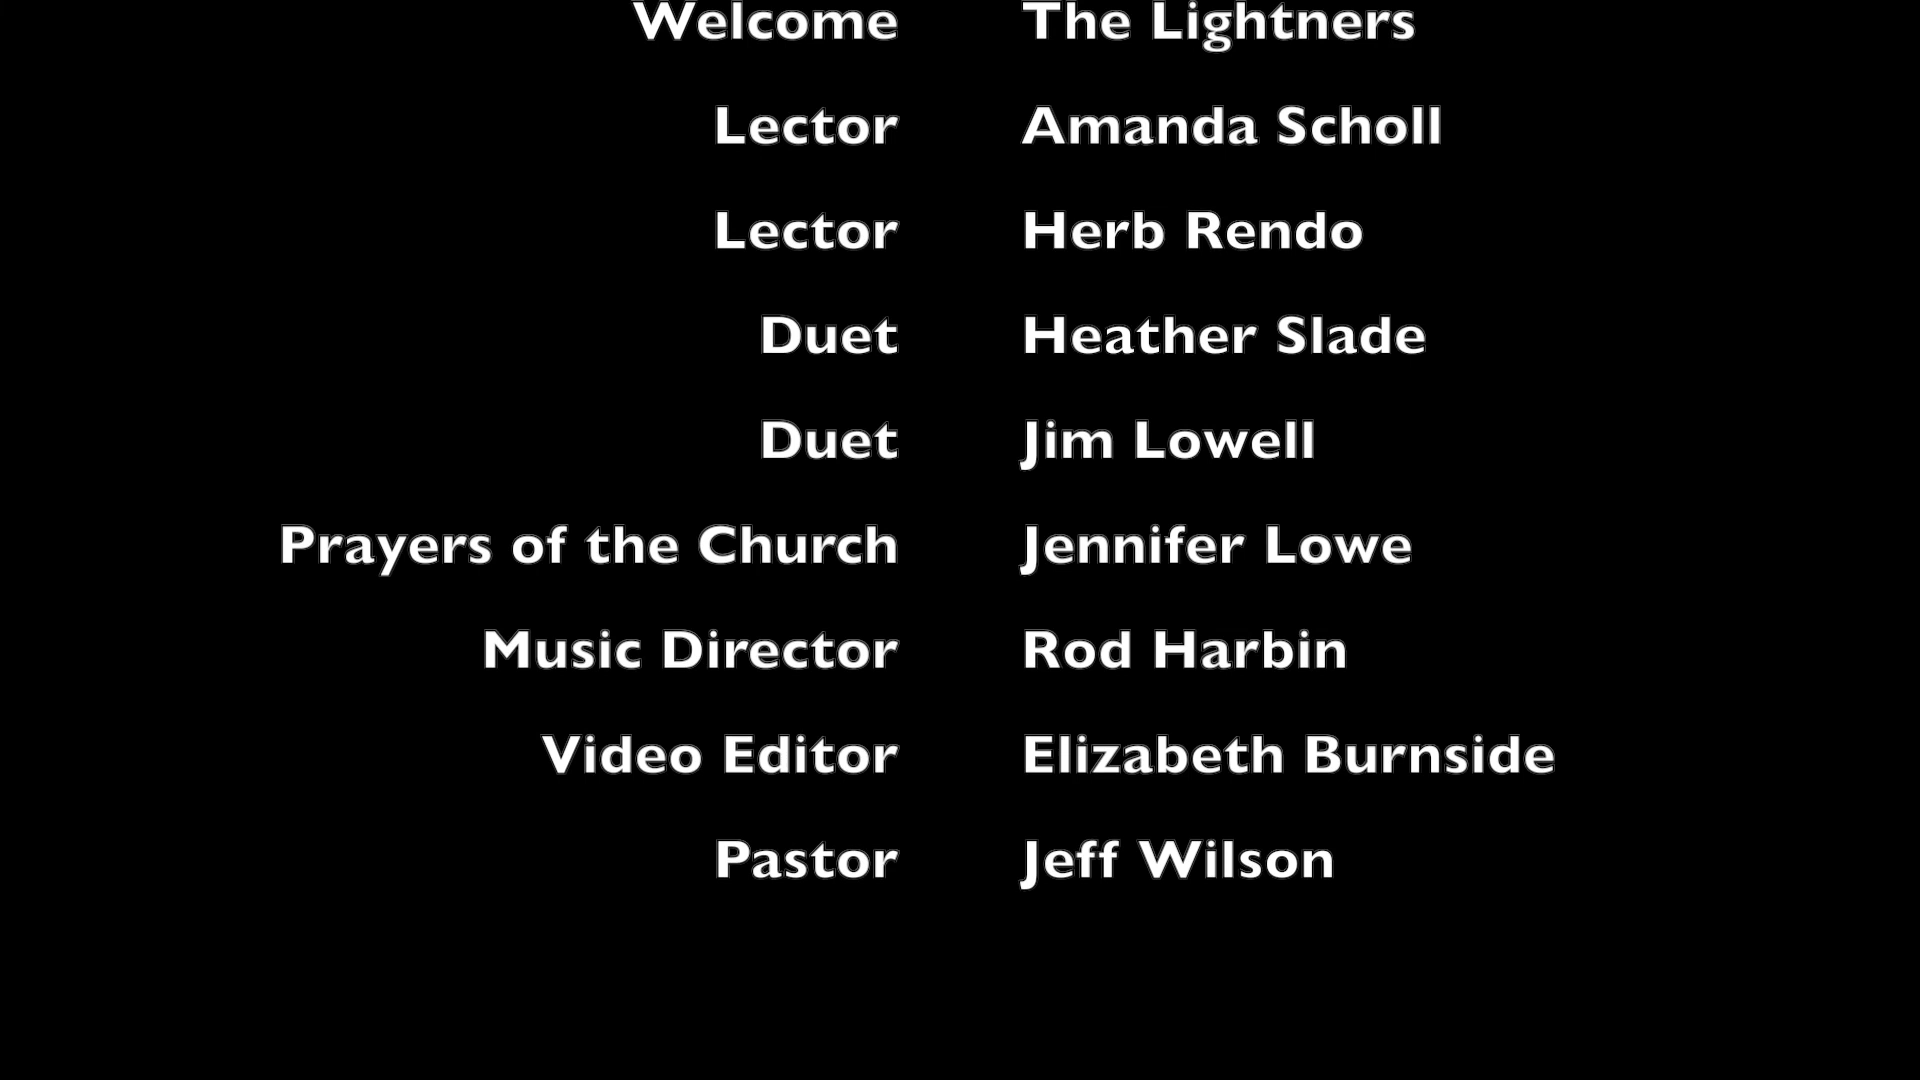 Welcome The Lightners
Lector Amanda Scholl
Lector Herb Rendo
Duet Heather Slade
Duet Jim Lowell
Prayers of the Church Jennifer Lowe
Music Director Rod Harbin
Video Editor Elizabeth Burnside
Pastor Jeff Wilson